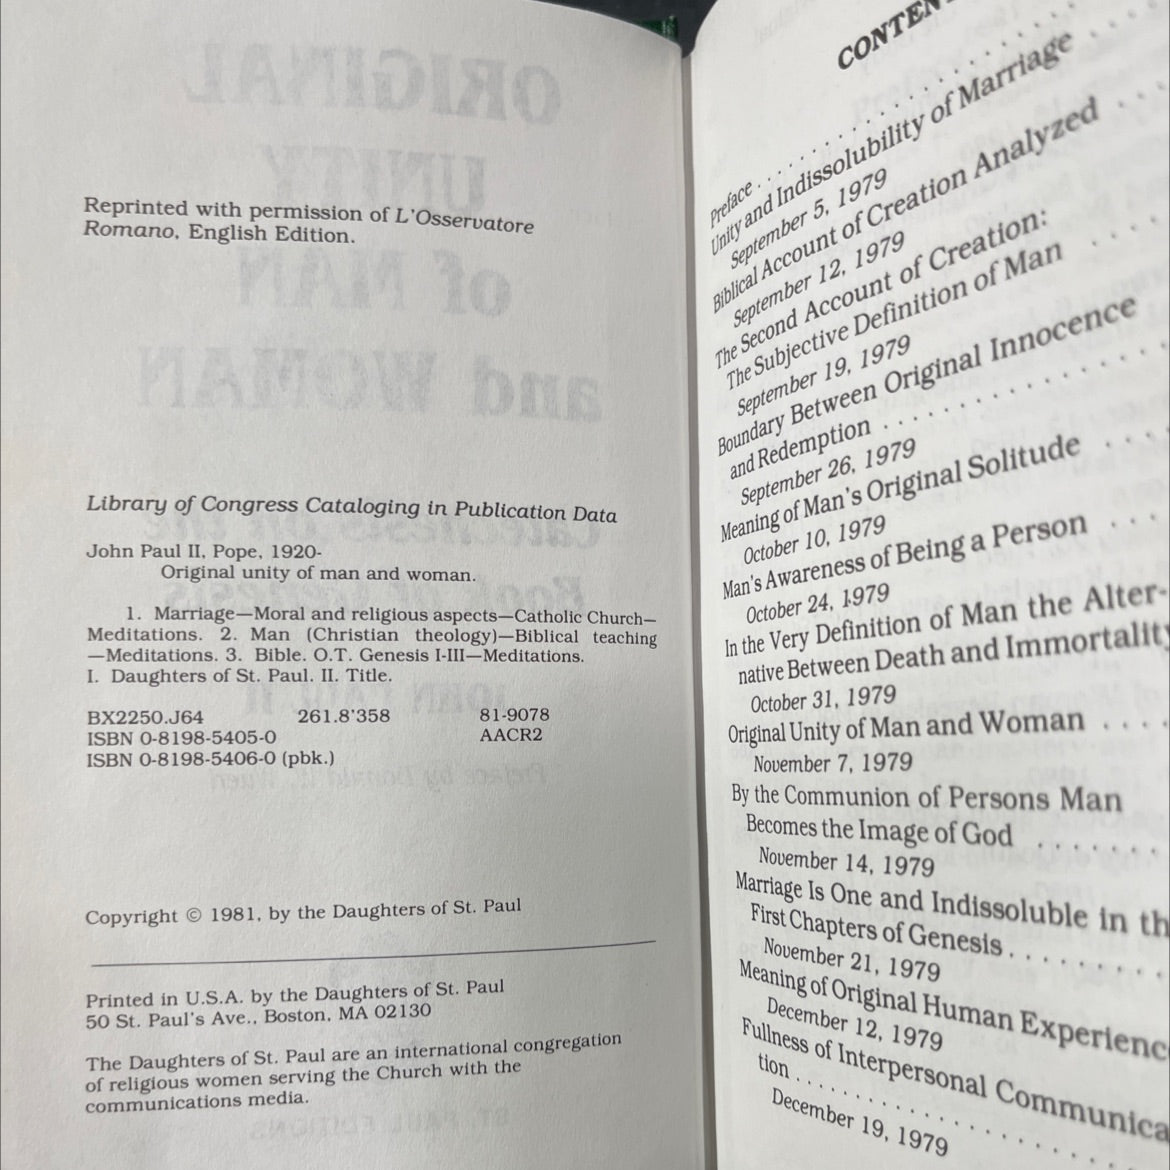 Reprinted with permission of L'Osservatore
Romano, English Edition.
Library of Congress Cataloging in Publication Data
John Paul II, Pope, 1920-
Original unity of man and woman.
1. Marriage—Moral and religious aspects—Catholic Church—
Meditations. 2. Man (Christian theology)—Biblical teaching
—Meditations. 3. Bible. O.T. Genesis I-III—Meditations.
I. Daughters of St. Paul. II. Title.
BX2250.J64 261.8'358 81-9078
ISBN 0-8198-5405-0 AACR2
ISBN 0-8198-5406-0 (pbk.)
Copyright © 1981, by the Daughters of St. Paul
Printed in U.S.A. by the Daughters of St. Paul
50 St. Paul's Ave., Boston, MA 02130
The Daughters of St. Paul are an international congregation
of religious women serving the Church with the
communications media.
CONTEN
Preface . . . . . . . . . . . . . . . .
Unity and Indissolubility of Marriage . . . .
September 5, 1979
Biblical Account of Creation Analyzed . . .
September 12, 1979
The Second Account of Creation:
The Subjective Definition of Man . . . .
September 19, 1979
Boundary Between Original Innocence
and Redemption . . . . . . . . . . . . .
September 26, 1979
Meaning of Man's Original Solitude . . . .
October 10, 1979
Man's Awareness of Being a Person . . .
October 24, 1979
In the Very Definition of Man the Alter-
native Between Death and Immortality
October 31, 1979
Original Unity of Man and Woman . . . .
November 7, 1979
By the Communion of Persons Man
Becomes the Image of God . . . . . . .
November 14, 1979
Marriage Is One and Indissoluble in th
First Chapters of Genesis . . . . . . . . .
November 21, 1979
Meaning of Original Human Experienc
December 12, 1979
Fullness of Interpersonal Communica
tion . . . . . . . . . . . . . . . . . .
December 19, 1979